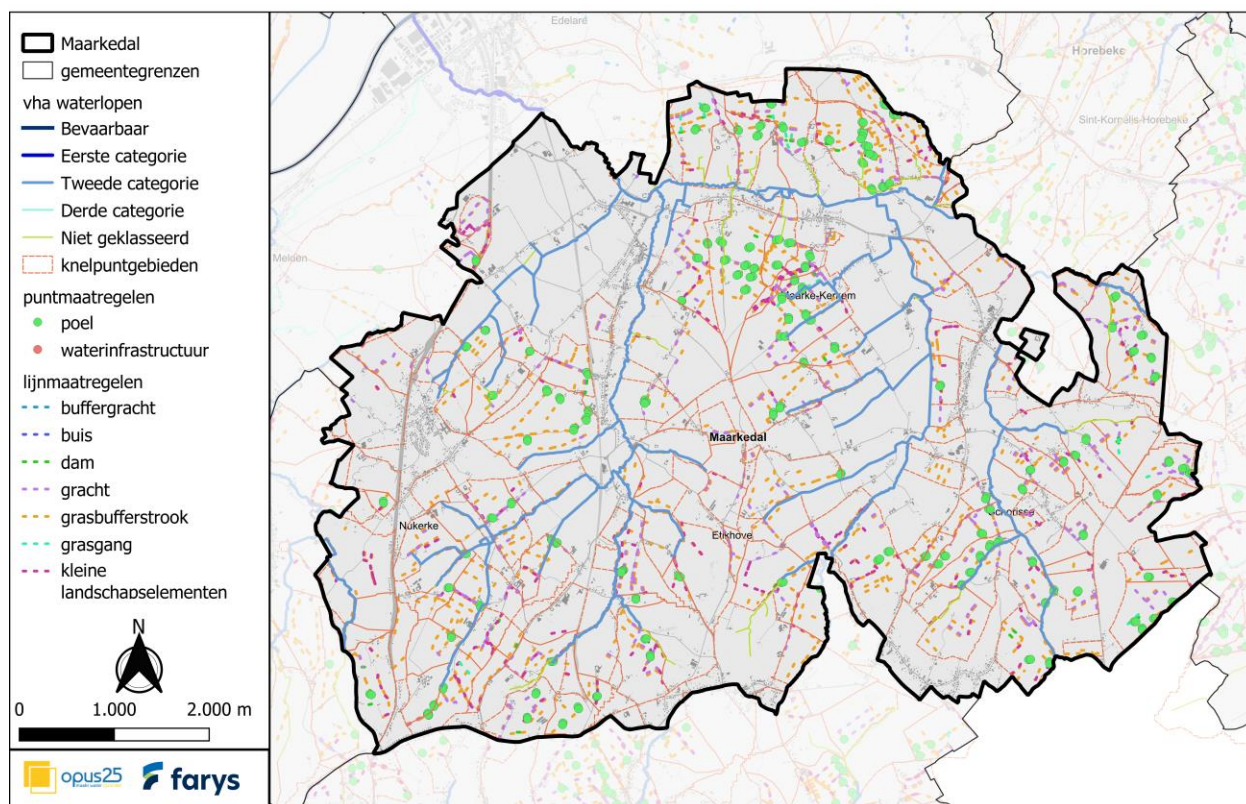 Maarkedal
gemeentegrenzen
vha waterlopen
Bevaarbaar
Eerste categorie
Tweede categorie
Derde categorie
Niet geklasseerd
knelpuntgebieden
puntmaatregelen
poel
waterinfrastructuur
lijnmaatregelen
buffergracht
buis
dam
gracht
grasbufferstrook
grasgang
kleine
landschapselementen
N
0 1.000 2.000 m
opus25
farys
Edelare
Horebeke
Sint-Kornelis-Horebeke
Melden
Maarke-Kerkem
Maarkedal
Nukerke
Etikhove
Schorisse